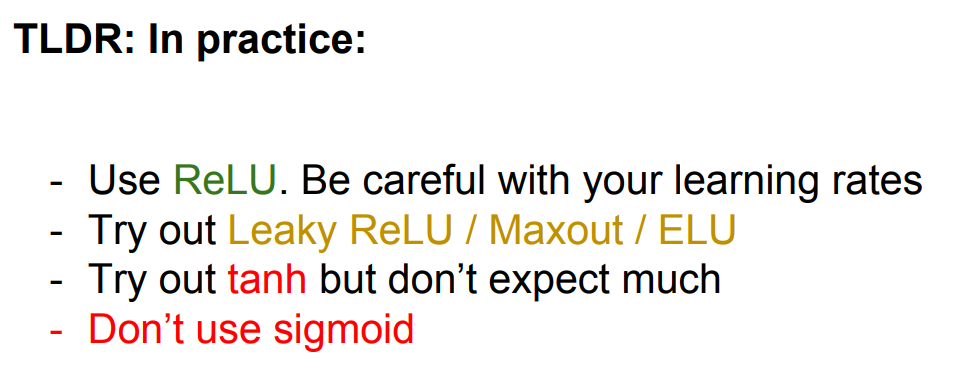 TLDR: In practice:
- Use ReLU. Be careful with your learning rates
- Try out Leaky ReLU / Maxout / ELU
- Try out tanh but don’t expect much
- Don’t use sigmoid